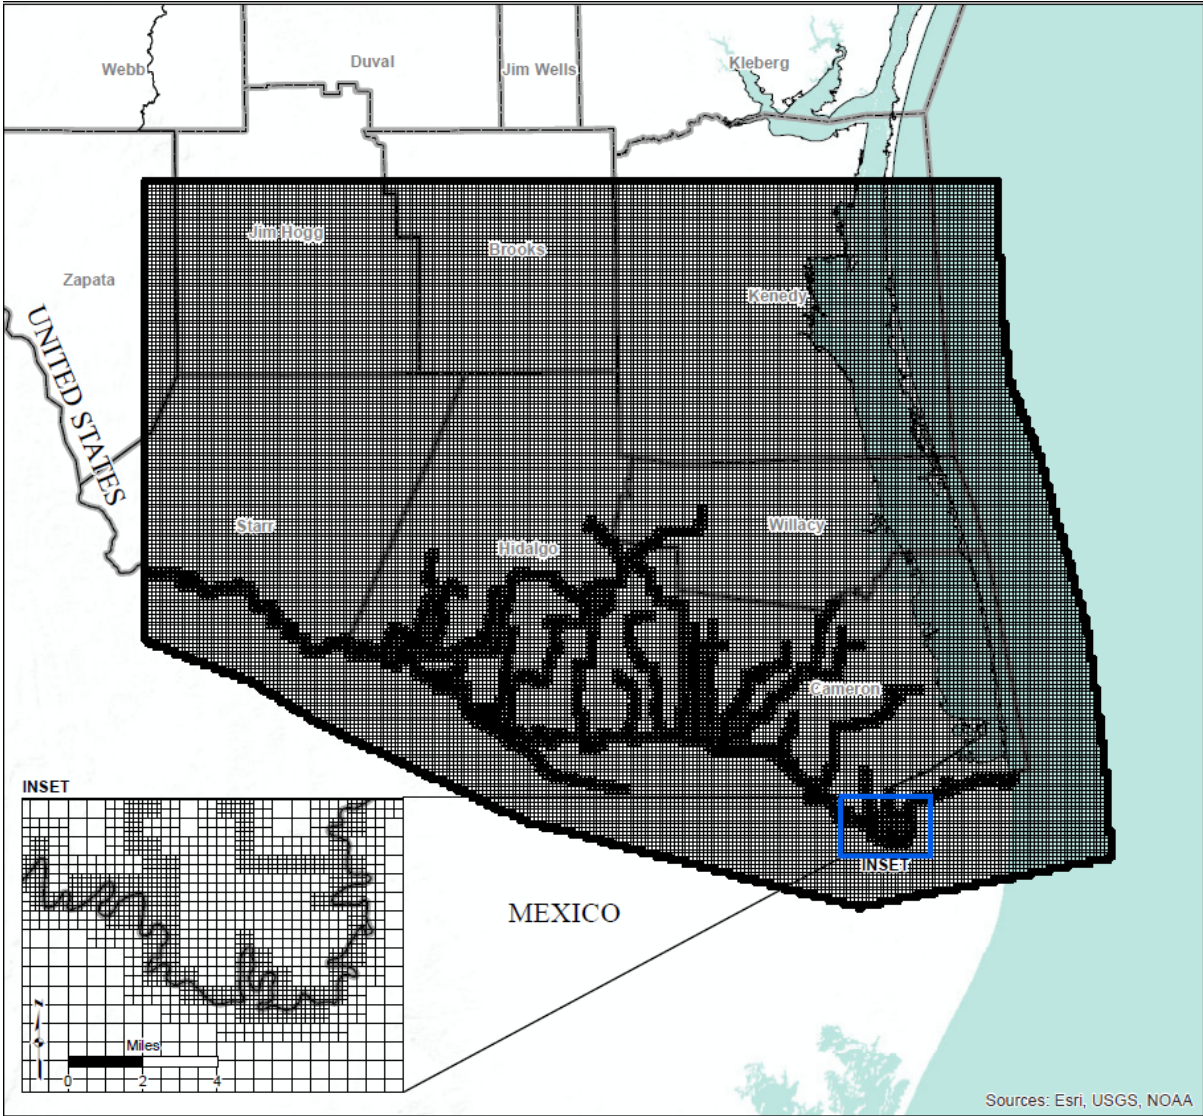 Webb
Duval
Jim Wells
Kleberg
Jim Hogg
Brooks
Zapata
Kenedy
UNITED STATES
Starr
Hidalgo
Willacy
Cameron
INSET
INSET
MEXICO
N
Miles
0 2 4
Sources: Esri, USGS, NOAA